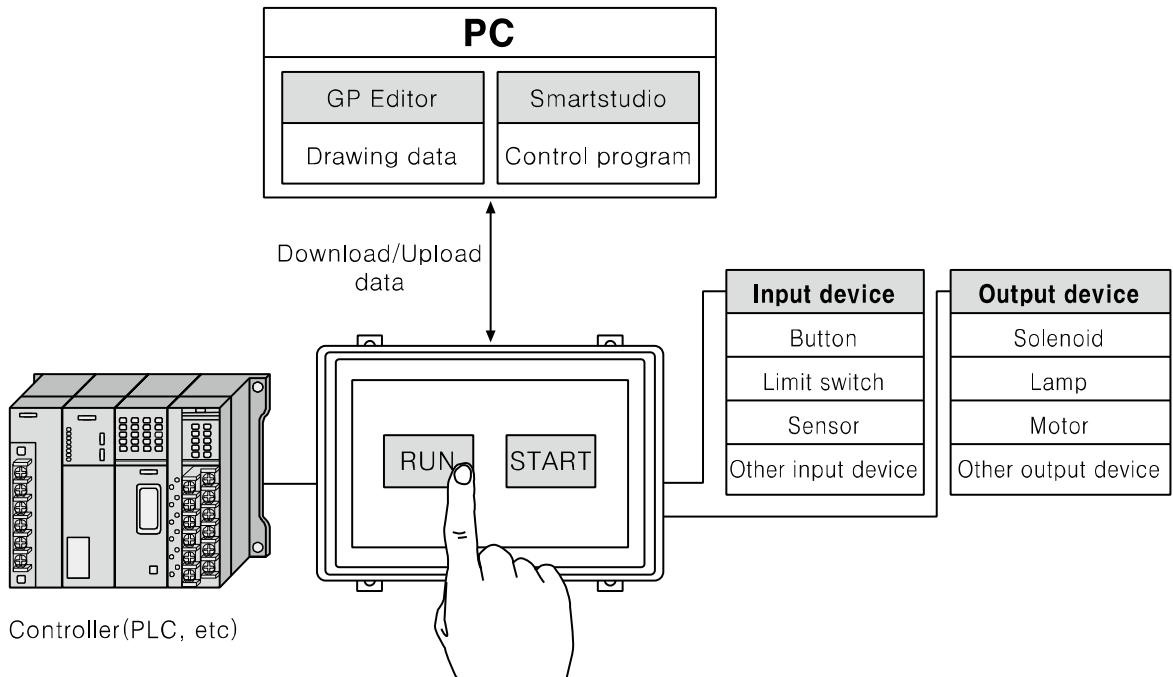 PC
GP Editor
Drawing data
Smartstudio
Control program
Download/Upload
data
Input device
Button
Limit switch
Sensor
Other input device
Output device
Solenoid
Lamp
Motor
Other output device
RUN
START
Controller(PLC, etc)